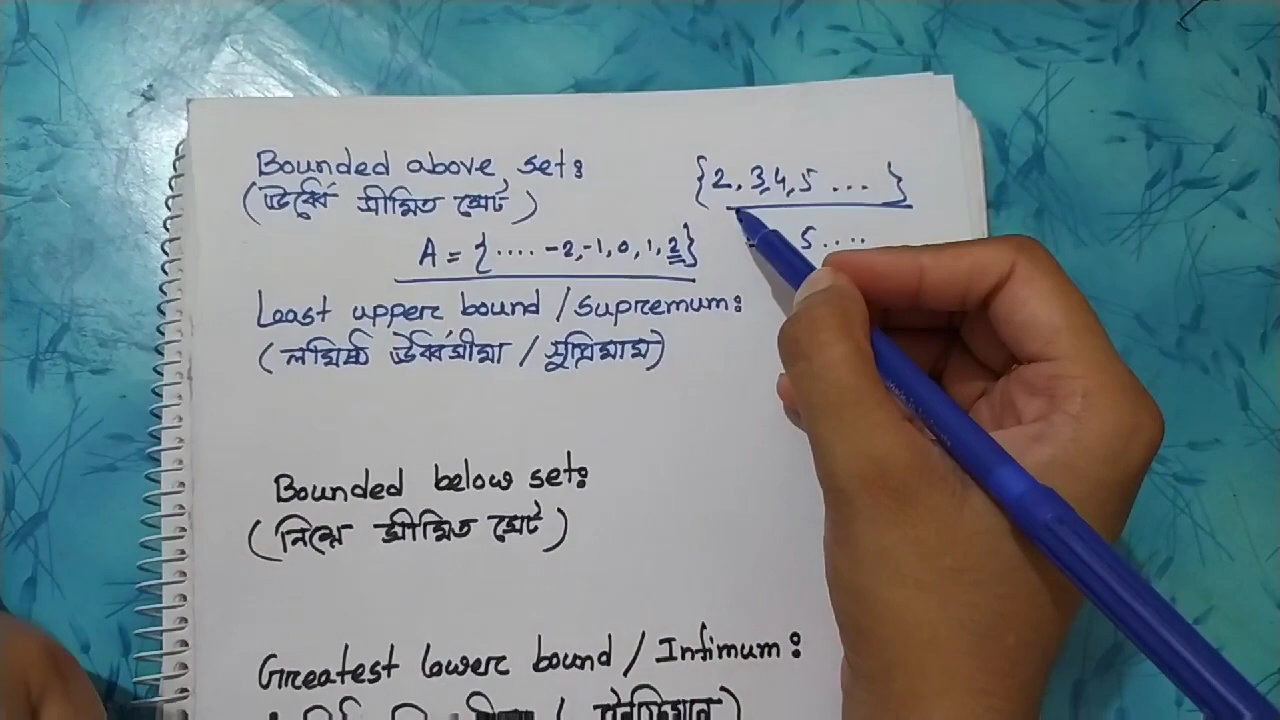 Bounded above set:
(ঊর্ধ্বে সীমিত সেট)
{2, 3, 4, 5 ... }
5 ....
A = {.... -2, -1, 0, 1, 2}
Least upper bound / Supremum:
(লঘিষ্ঠ ঊর্ধ্বসীমা / সুপ্রিমাম)
Bounded below set:
(নিম্নে সীমিত সেট)
Greatest lower bound / Infimum: